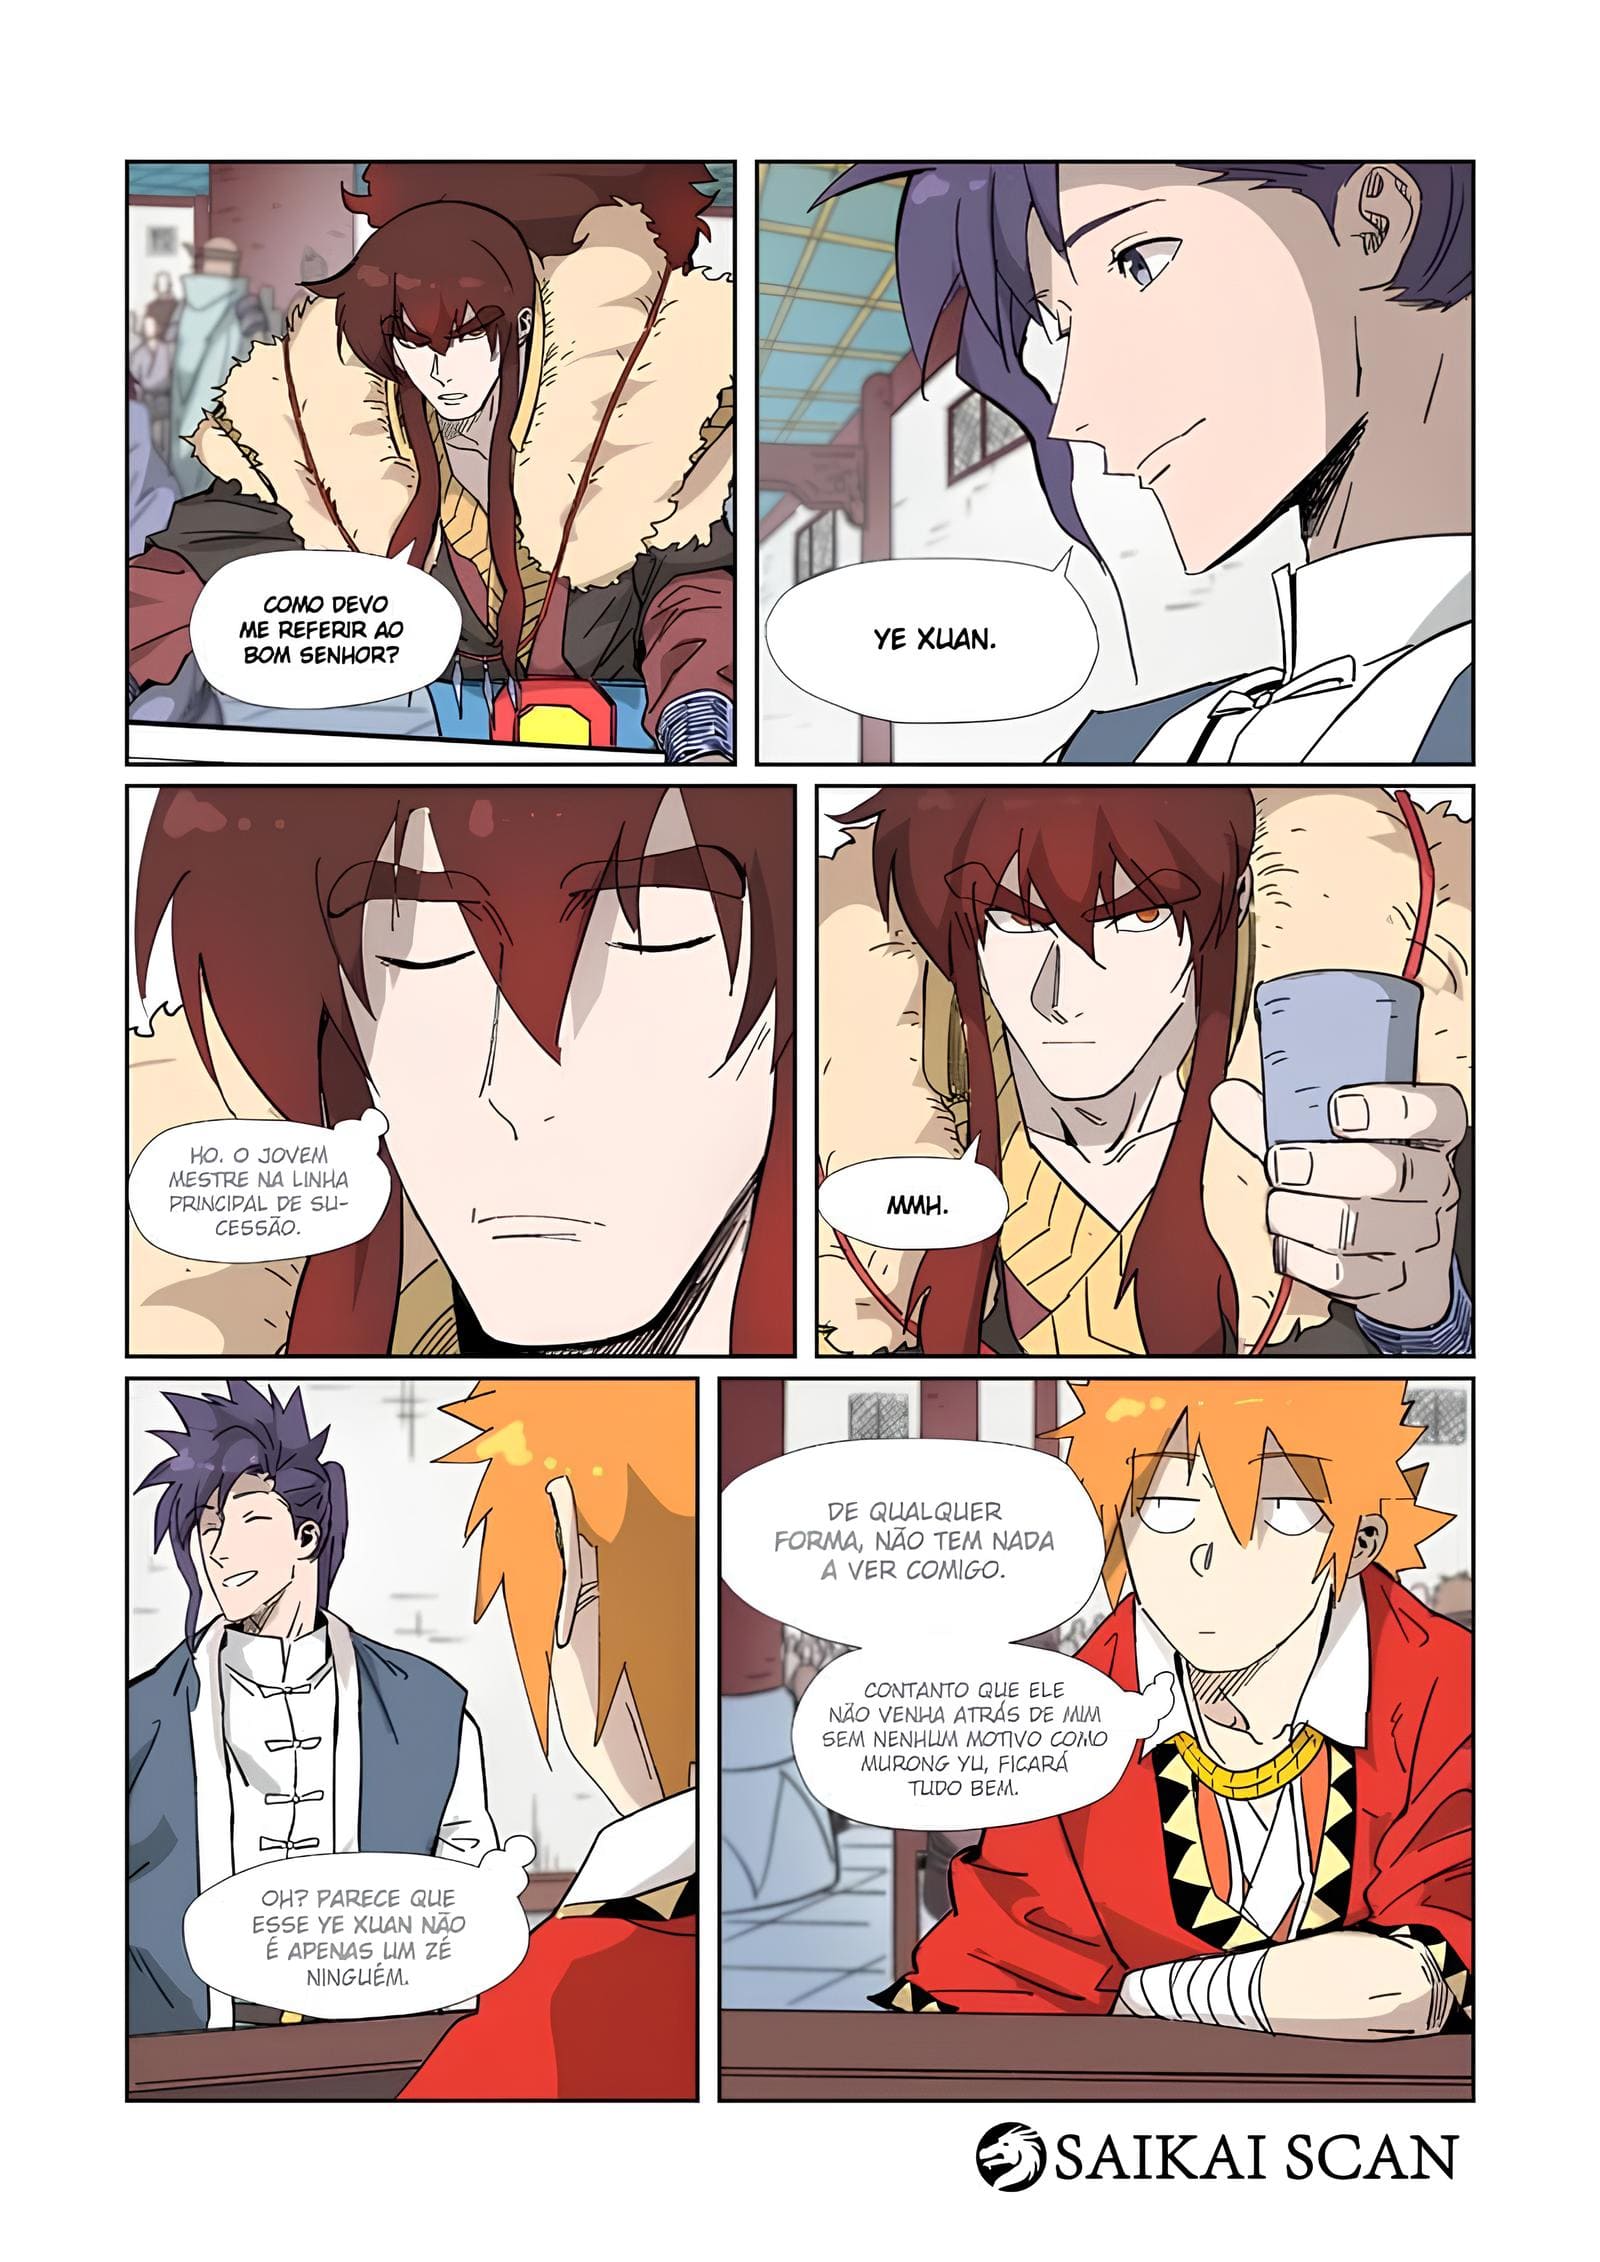 COMO DEVO
ME REFERIR AO
BOM SENHOR?
YE XUAN.
HO. O JOVEM
MESTRE NA LINHA
PRINCIPAL DE SU-
CESSÃO.
MMH.
OH? PARECE QUE
ESSE YE XUAN NÃO
É APENAS UM ZÉ
NINGUÉM.
DE QUALQUER
FORMA, NÃO TEM NADA
A VER COMIGO.
CONTANTO QUE ELE
NÃO VENHA ATRÁS DE MIM
SEM NENHUM MOTIVO COMO
MURONG YU, FICARÁ
TUDO BEM.
SAIKAI SCAN